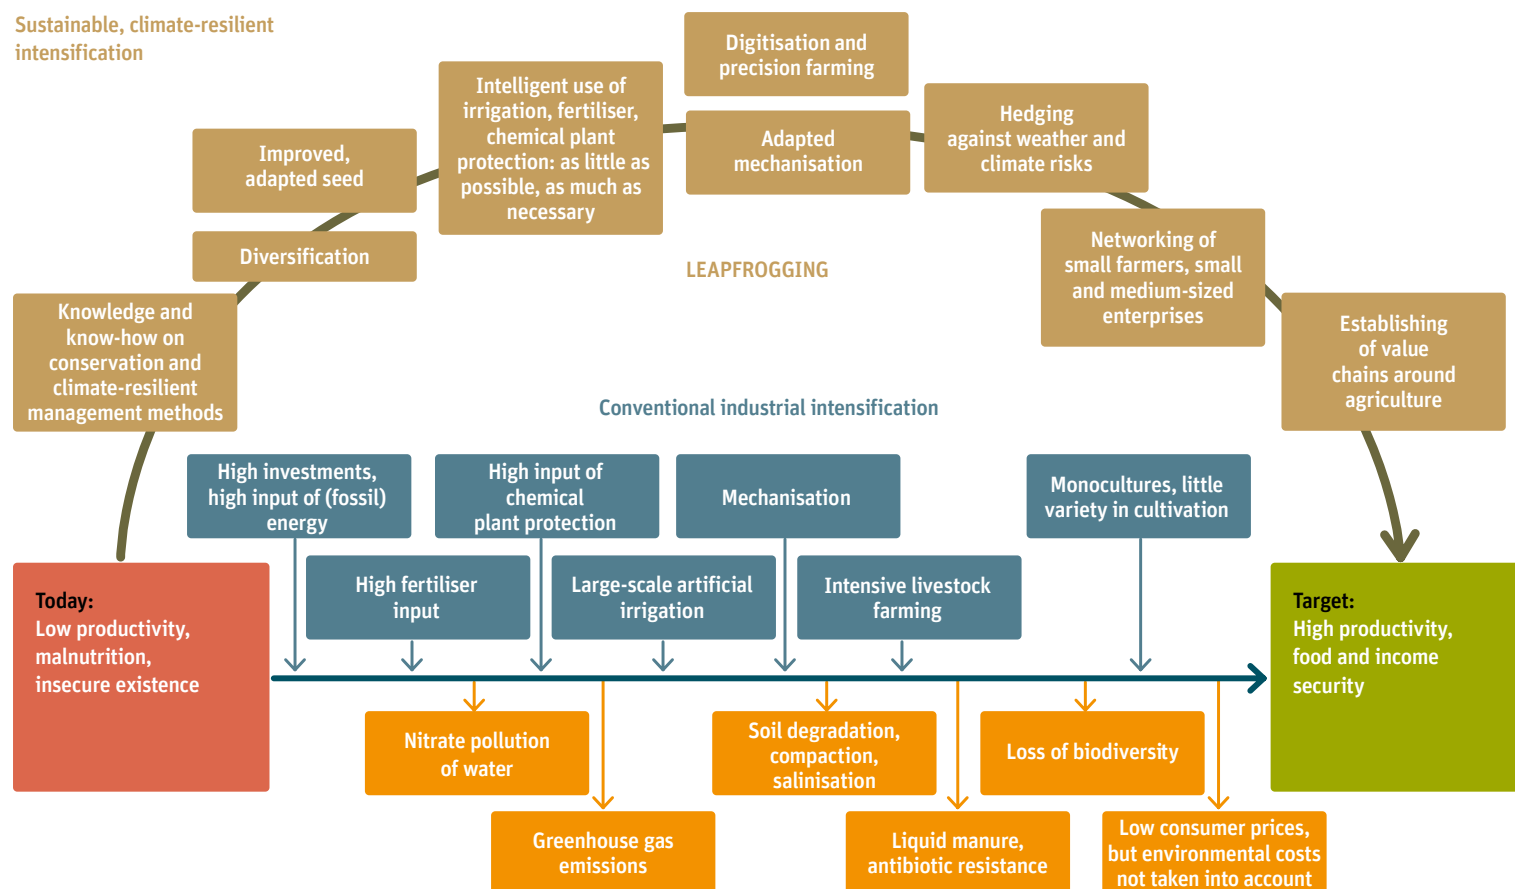 Sustainable, climate-resilient
intensification
Digitisation and
precision farming
Intelligent use of
irrigation, fertiliser,
chemical plant
protection: as little as
possible, as much as
necessary
Hedging
against weather and
climate risks
Adapted
mechanisation
Improved,
adapted seed
Diversification
Networking of
small farmers, small
and medium-sized
enterprises
LEAPFROGGING
Knowledge and
know-how on
conservation and
climate-resilient
management methods
Establishing
of value
chains around
agriculture
Conventional industrial intensification
High investments,
high input of (fossil)
energy
High input of
chemical
plant protection
Mechanisation
Monocultures, little
variety in cultivation
High fertiliser
input
Large-scale artificial
irrigation
Intensive livestock
farming
Today:
Low productivity,
malnutrition,
insecure existence
Target:
High productivity,
food and income
security
Nitrate pollution
of water
Soil degradation,
compaction,
salinisation
Loss of biodiversity
Greenhouse gas
emissions
Liquid manure,
antibiotic resistance
Low consumer prices,
but environmental costs
not taken into account